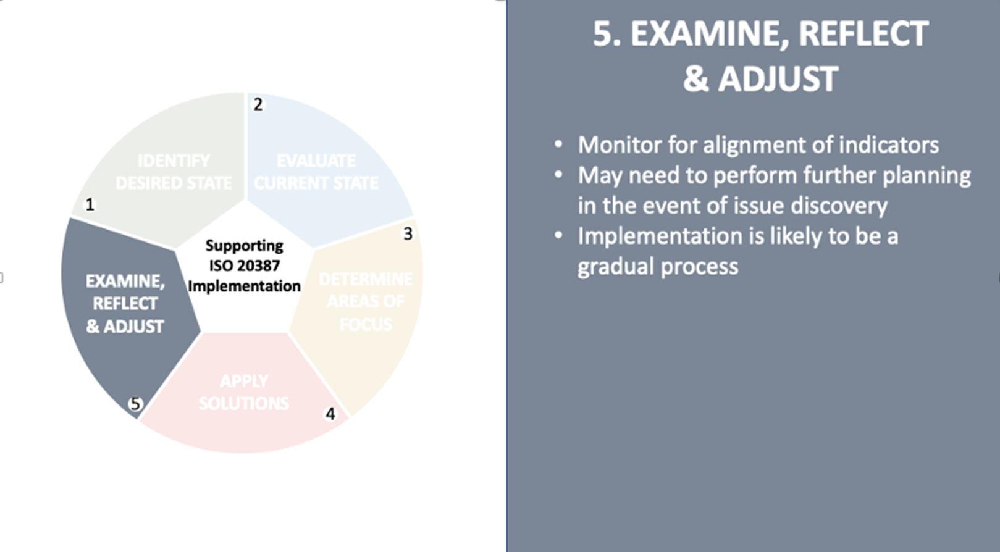 2
IDENTIFY
DESIRED STATE
EVALUATE
CURRENT STATE
1
3
Supporting
ISO 20387
Implementation
EXAMINE,
REFLECT
& ADJUST
DETERMINE
AREAS OF
FOCUS
APPLY
SOLUTIONS
5
4
5. EXAMINE, REFLECT
& ADJUST
• Monitor for alignment of indicators
• May need to perform further planning
in the event of issue discovery
• Implementation is likely to be a
gradual process